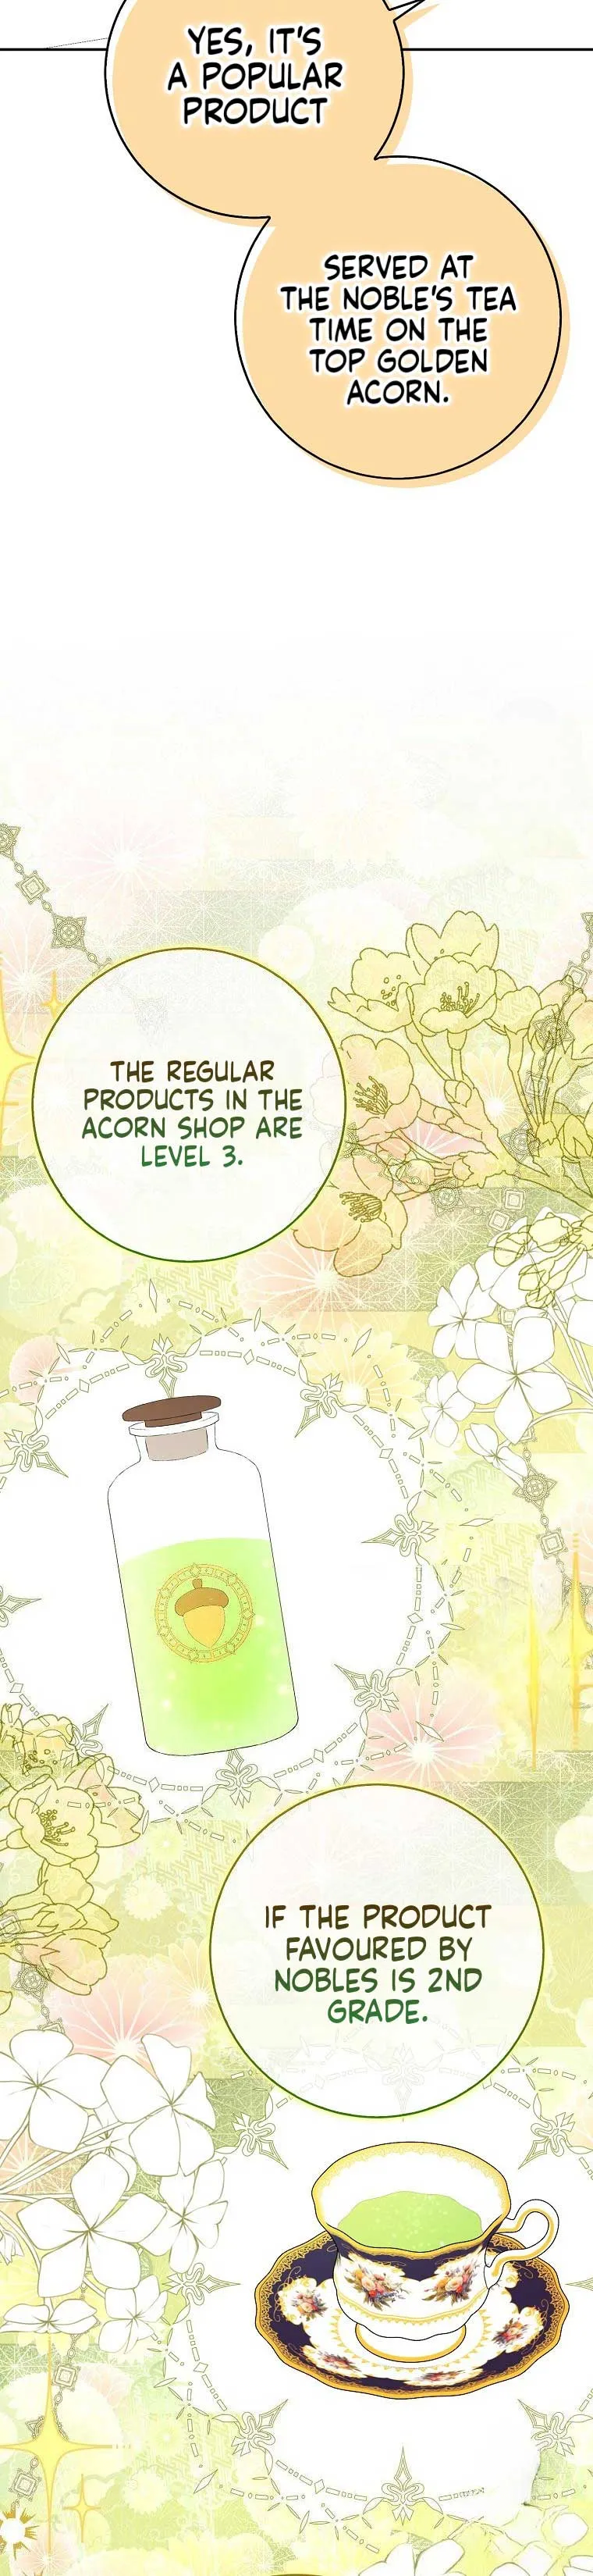 YES, IT'S
A POPULAR
PRODUCT
SERVED AT
THE NOBLE'S TEA
TIME ON THE
TOP GOLDEN
ACORN.
THE REGULAR
PRODUCTS IN THE
ACORN SHOP ARE
LEVEL 3.
IF THE PRODUCT
FAVOURED BY
NOBLES IS 2ND
GRADE.